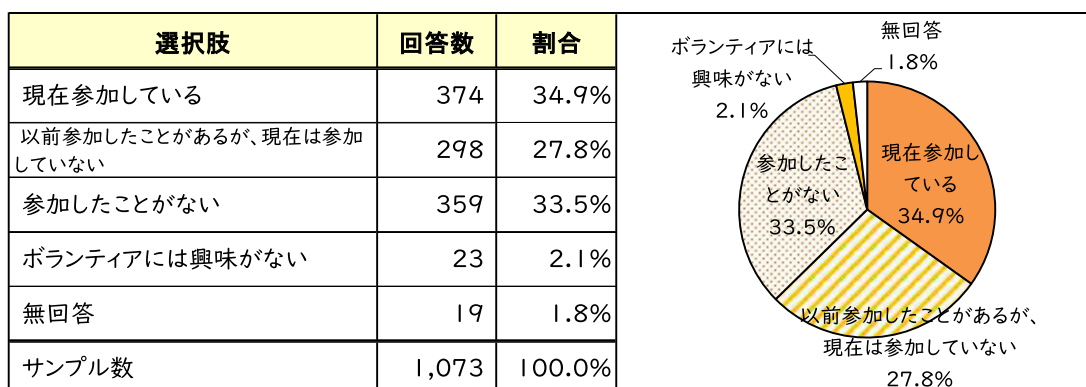 選択肢 回答数 割合
現在参加している 374 34.9%
以前参加したことがあるが、現在は参加
していない 298 27.8%
参加したことがない 359 33.5%
ボランティアには興味がない 23 2.1%
無回答 19 1.8%
サンプル数 1,073 100.0%
無回答
1.8%
ボランティアには
興味がない
2.1%
現在参加し
ている
34.9%
参加したこ
とがない
33.5%
以前参加したことがあるが、
現在は参加していない
27.8%